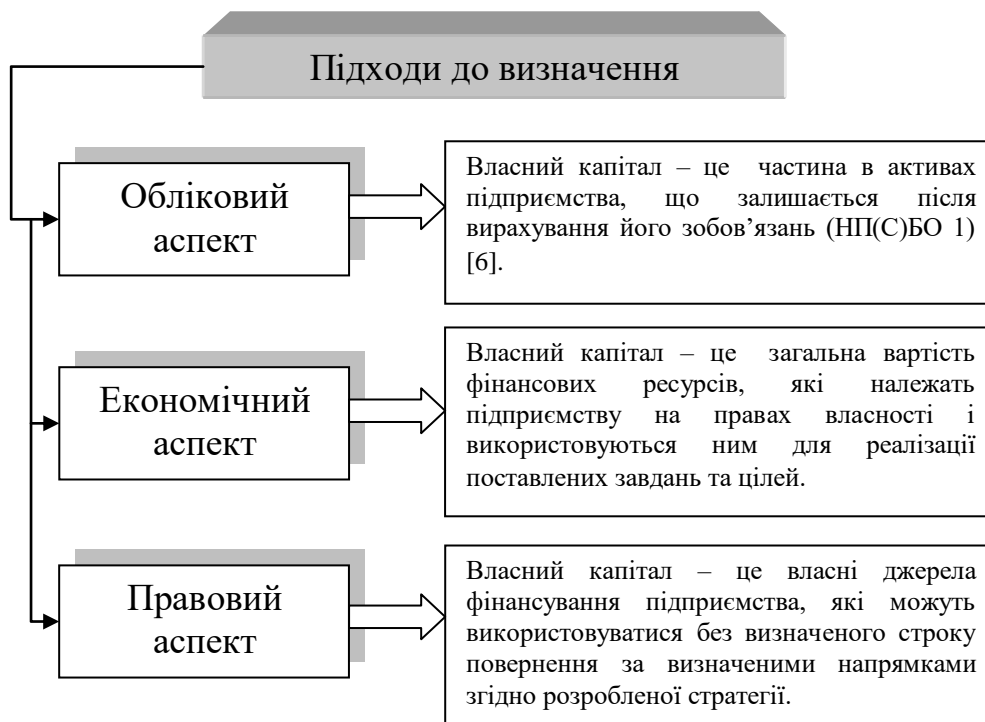 Підходи до визначення
Обліковий
аспект
Власний капітал – це частина в активах
підприємства, що залишається після
вирахування його зобов’язань (НП(С)БО 1)
[6].
Економічний
аспект
Власний капітал – це загальна вартість
фінансових ресурсів, які належать
підприємству на правах власності і
використовуються ним для реалізації
поставлених завдань та цілей.
Правовий
аспект
Власний капітал – це власні джерела
фінансування підприємства, які можуть
використовуватися без визначеного строку
повернення за визначеними напрямками
згідно розробленої стратегії.